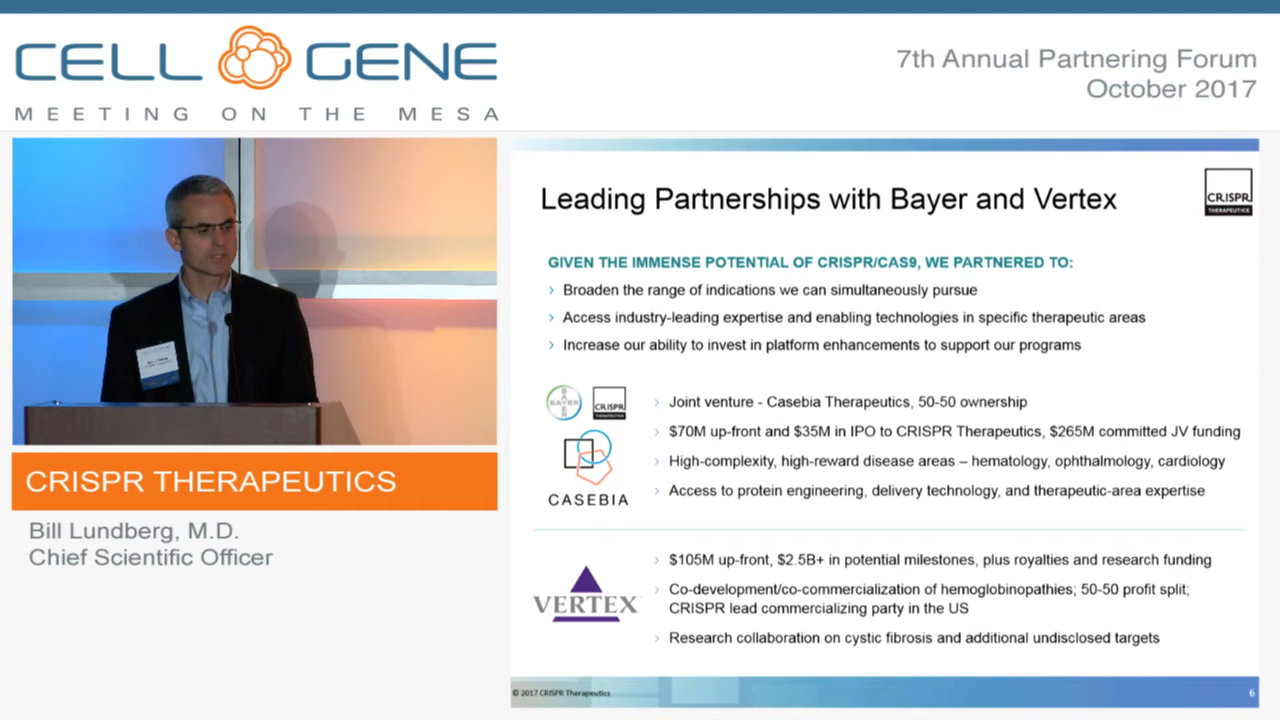 CELL GENE
MEETING ON THE MESA
7th Annual Partnering Forum
October 2017
CRISPR THERAPEUTICS
Bill Lundberg, M.D.
Chief Scientific Officer
Leading Partnerships with Bayer and Vertex
CRISPR
THERAPEUTICS
GIVEN THE IMMENSE POTENTIAL OF CRISPR/CAS9, WE PARTNERED TO:
› Broaden the range of indications we can simultaneously pursue
› Access industry-leading expertise and enabling technologies in specific therapeutic areas
› Increase our ability to invest in platform enhancements to support our programs
BAYER
BAYER
CRISPR
THERAPEUTICS
CASEBIA
› Joint venture - Casebia Therapeutics, 50-50 ownership
› $70M up-front and $35M in IPO to CRISPR Therapeutics, $265M committed JV funding
› High-complexity, high-reward disease areas – hematology, ophthalmology, cardiology
› Access to protein engineering, delivery technology, and therapeutic-area expertise
VERTEX
› $105M up-front, $2.5B+ in potential milestones, plus royalties and research funding
› Co-development/co-commercialization of hemoglobinopathies; 50-50 profit split;
CRISPR lead commercializing party in the US
› Research collaboration on cystic fibrosis and additional undisclosed targets
© 2017 CRISPR Therapeutics
6